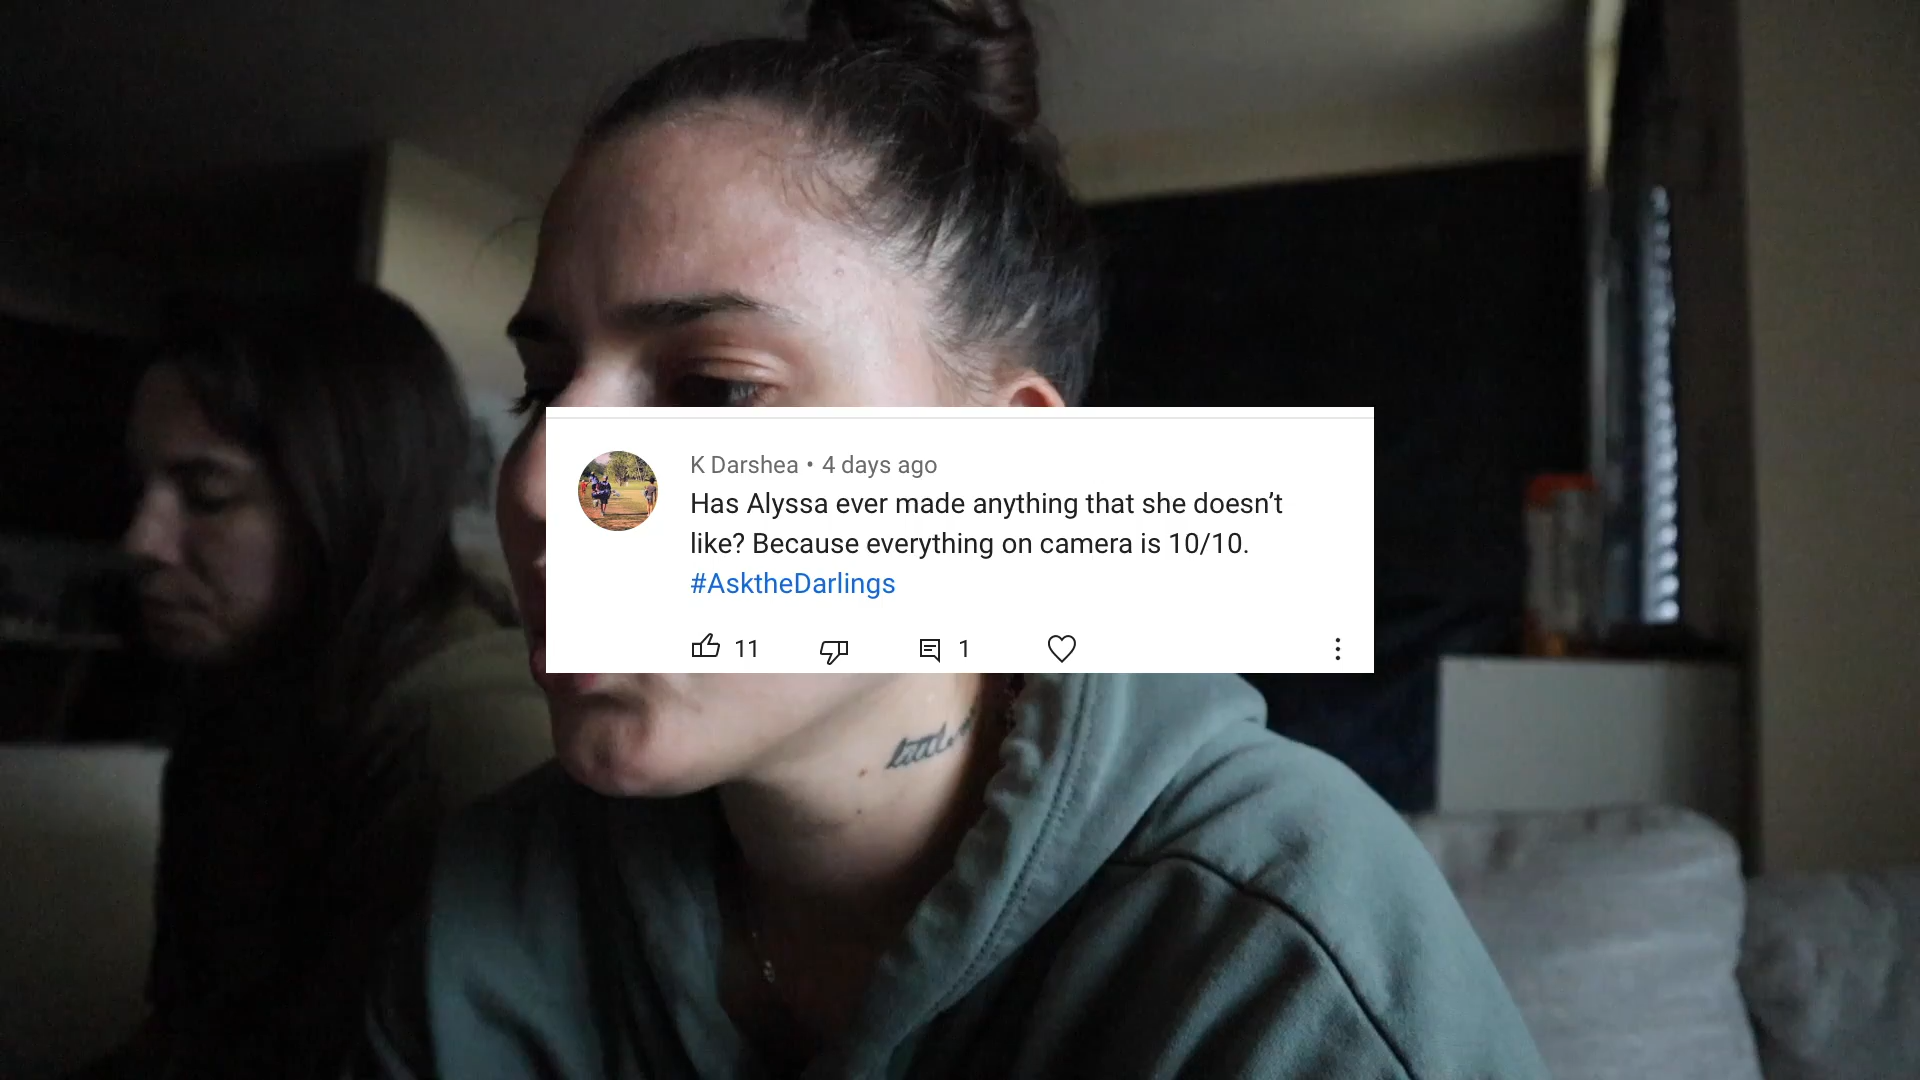 K Darshea • 4 days ago
Has Alyssa ever made anything that she doesn’t
like? Because everything on camera is 10/10.
#AsktheDarlings
11
1